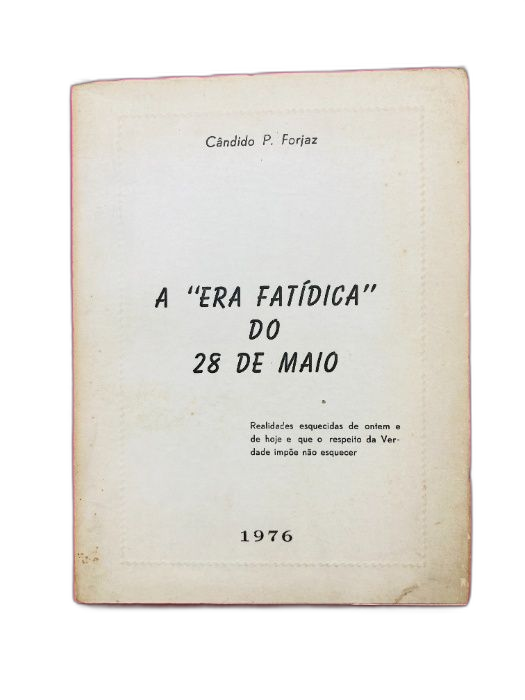 Cândido P. Forjaz
A "ERA FATÍDICA"
DO
28 DE MAIO
Realidades esquecidas de ontem e
de hoje e que o respeito da Ver-
dade impõe não esquecer
1976